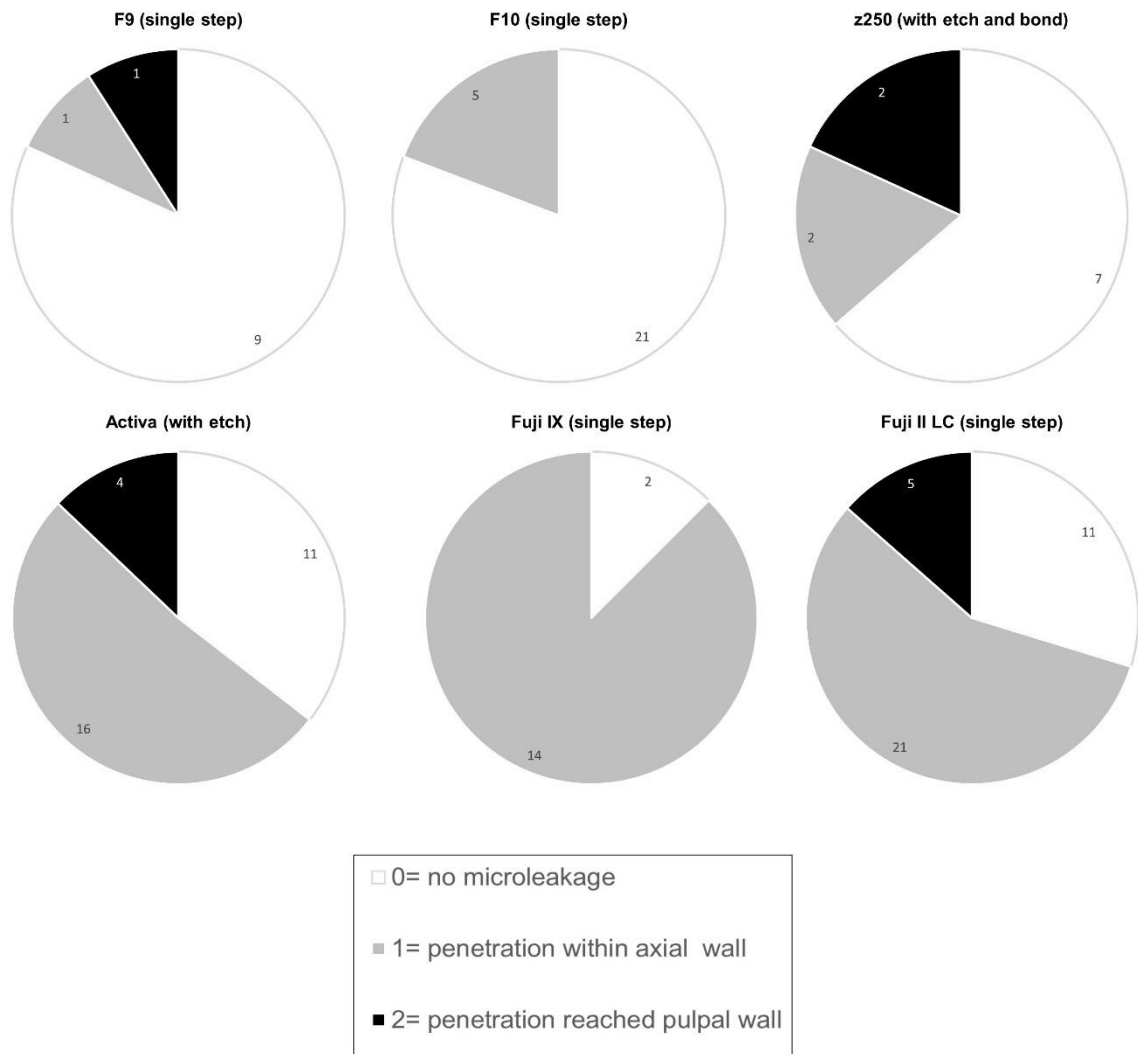 F9 (single step)
F10 (single step)
z250 (with etch and bond)
1
1
9
5
21
2
2
7
Activa (with etch)
Fuji IX (single step)
Fuji II LC (single step)
4
11
16
2
14
5
11
21
0= no microleakage
1= penetration within axial wall
2= penetration reached pulpal wall